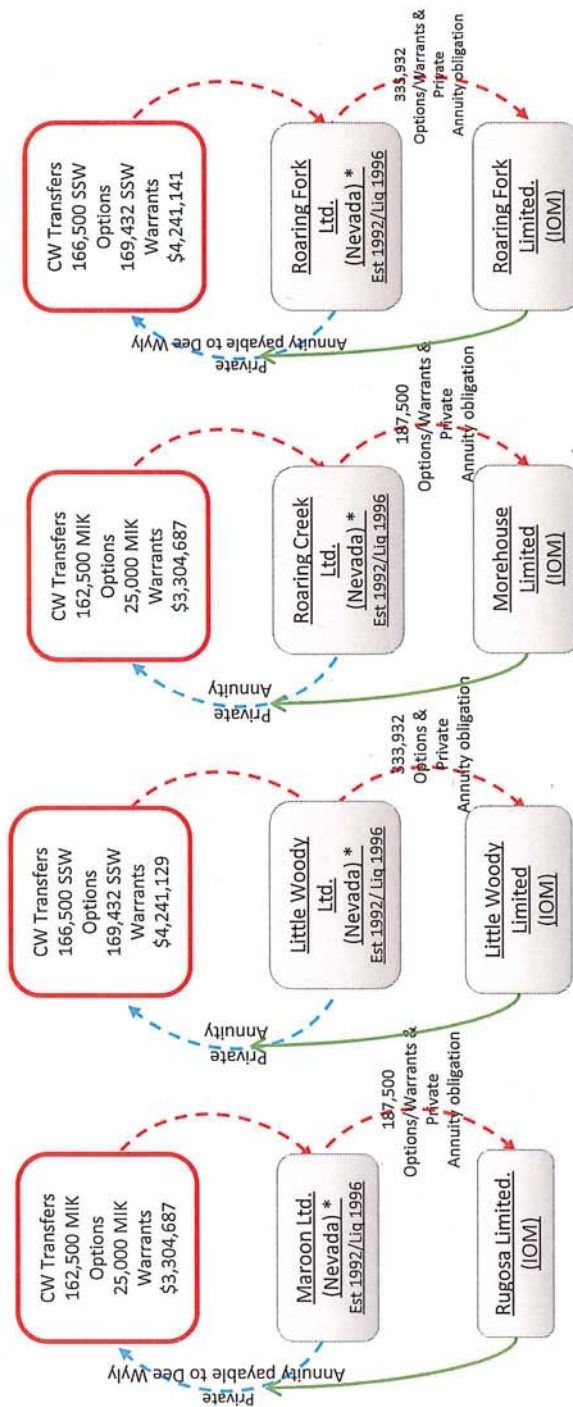 CW Transfers
162,500 MIK
Options
25,000 MIK
Warrants
$3,304,687
Private
Annuity payable to Dee Wyly
Maroon Ltd.
(Nevada) *
Est 1992/Liq 1996
187,500
Options/Warrants &
Private
Annuity obligation
Rugosa Limited.
(IOM)
CW Transfers
166,500 SSW
Options
169,432 SSW
Warrants
$4,241,129
Private
Annuity
Little Woody
Ltd.
(Nevada) *
Est 1992/ Liq 1996
333,932
Options &
Private
Annuity obligation
Little Woody
Limited
(IOM)
CW Transfers
162,500 MIK
Options
25,000 MIK
Warrants
$3,304,687
Private
Annuity
Roaring Creek
Ltd.
(Nevada) *
Est 1992/Liq 1996
187,500
Options/Warrants &
Private
Annuity obligation
Morehouse
Limited
(IOM)
CW Transfers
166,500 SSW
Options
169,432 SSW
Warrants
$4,241,141
Private
Annuity payable to Dee Wyly
Roaring Fork
Ltd.
(Nevada) *
Est 1992/Liq 1996
335,932
Options/Warrants &
Private
Annuity obligation
Roaring Fork
Limited.
(IOM)